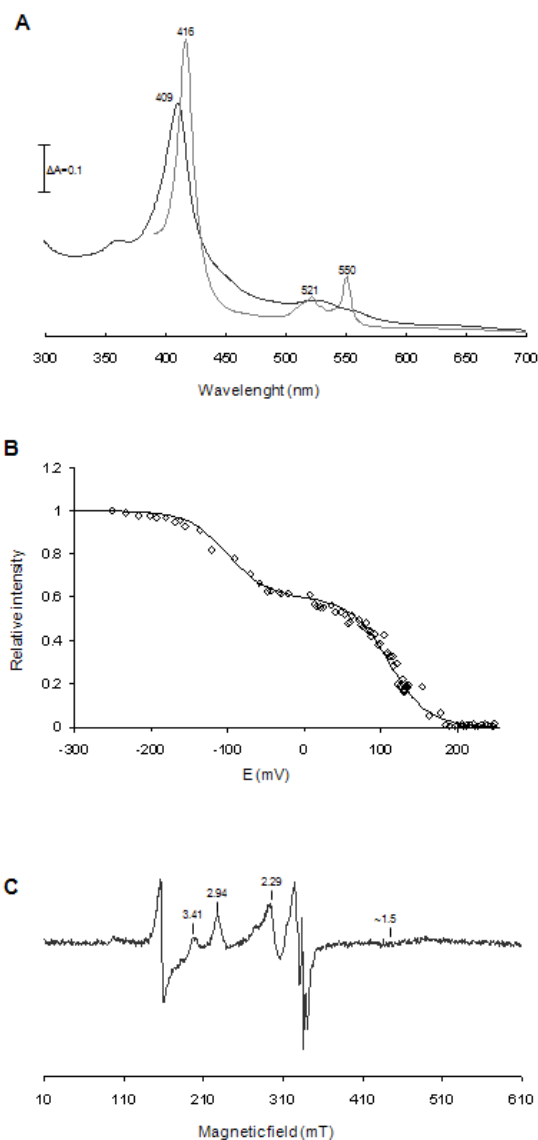 A
416
409
ΔA=0.1
521
550
300 350 400 450 500 550 600 650 700
Wavelenght (nm)
B
1.2
1
0.8
0.6
0.4
0.2
0
-300 -200 -100 0 100 200
Relative intensity
E (mV)
C
3.41
2.94
2.29
~1.5
10 110 210 310 410 510 610
Magnetic field (mT)